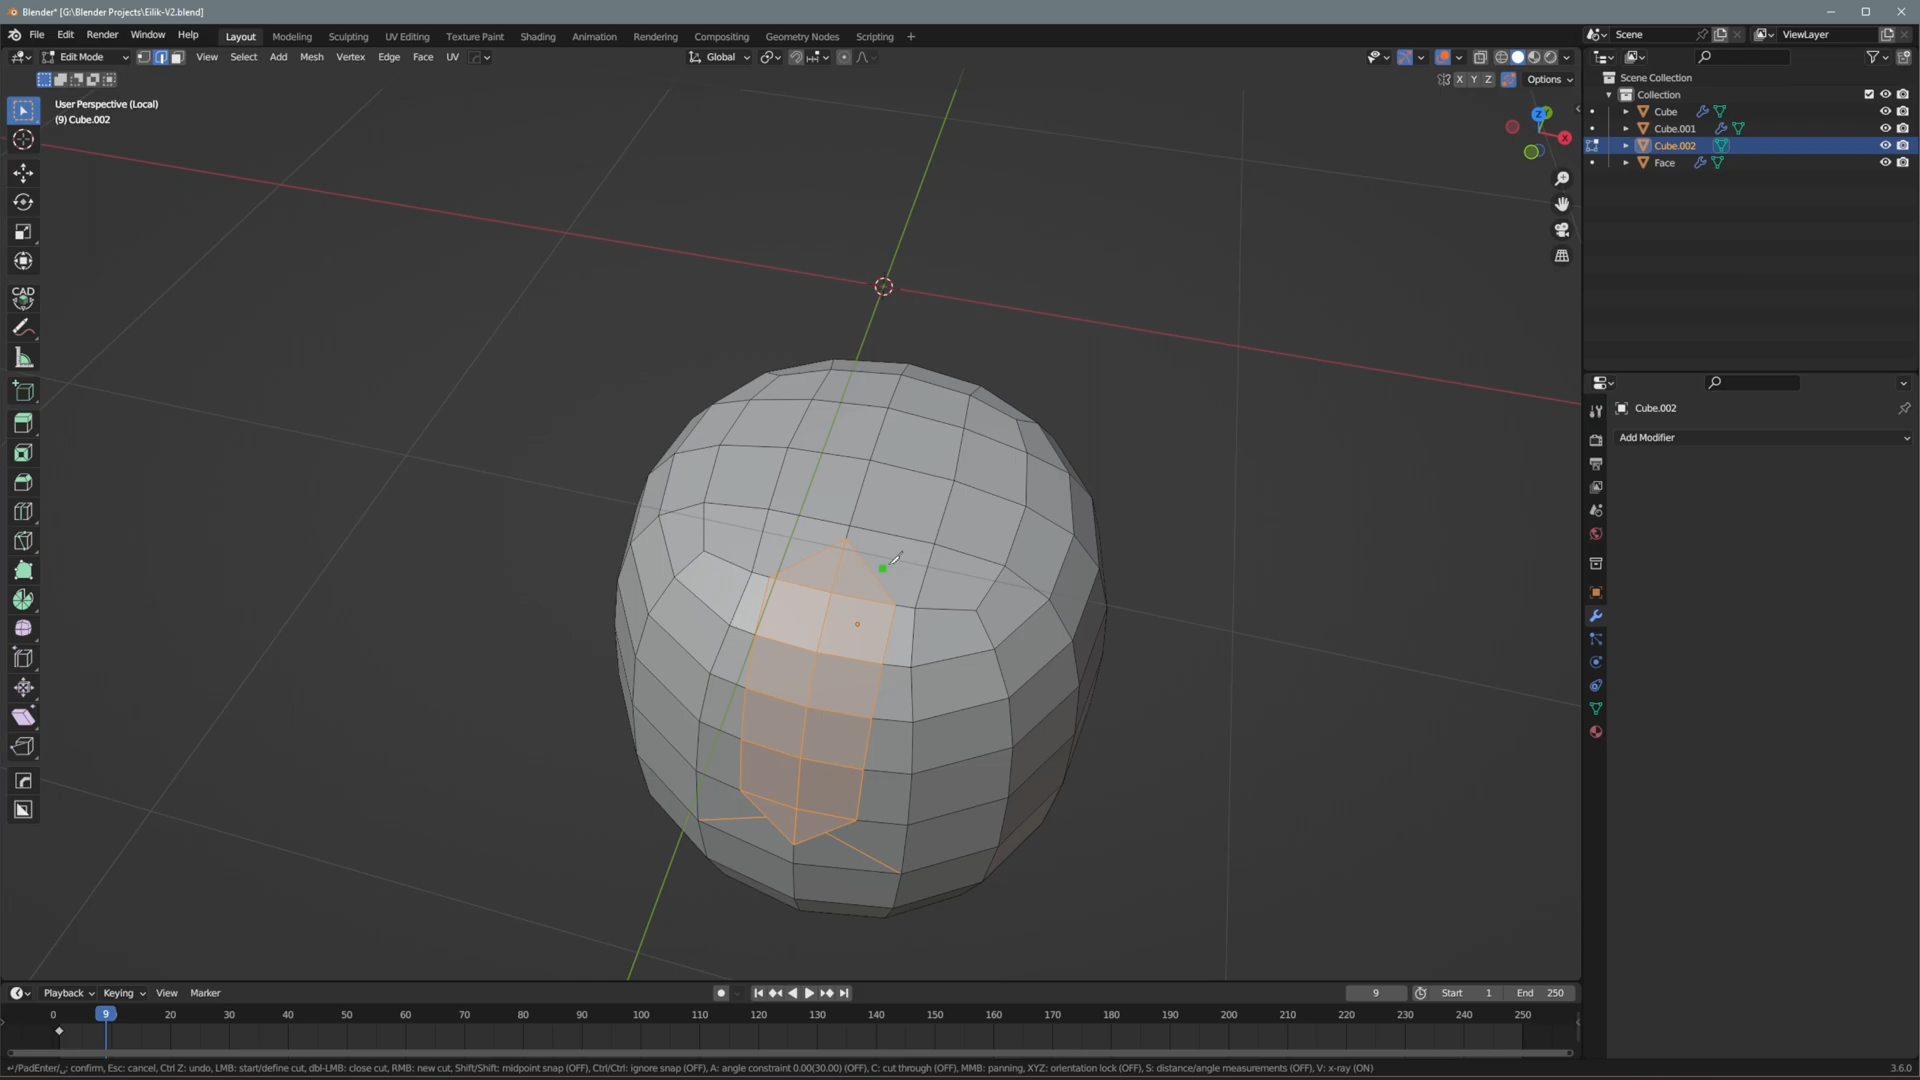 Blender* [G:\Blender Projects\Eilik-V2.blend]
File Edit Render Window Help Layout Modeling Sculpting UV Editing Texture Paint Shading Animation Rendering Compositing Geometry Nodes Scripting + Scene ViewLayer
Edit Mode View Select Add Mesh Vertex Edge Face UV Global
X Y Z Options
User Perspective (Local)
(9) Cube.002
Scene Collection
Collection
Cube
Cube.001
Cube.002
Face
Z
X
CAD
Cube.002
Add Modifier
Playback Keying View Marker 9 Start 1 End 250
0 9 20 30 40 50 60 70 80 90 100 110 120 130 140 150 160 170 180 190 200 210 220 230 240 250
↵/PadEnter/␣: confirm, Esc: cancel, Ctrl Z: undo, LMB: start/define cut, dbl-LMB: close cut, RMB: new cut, Shift/Shift: midpoint snap (OFF), Ctrl/Ctrl: ignore snap (OFF), A: angle constraint 0.00(30.00) (OFF), C: cut through (OFF), MMB: panning, XYZ: orientation lock (OFF), S: distance/angle measurements (OFF), V: x-ray (ON) 3.6.0